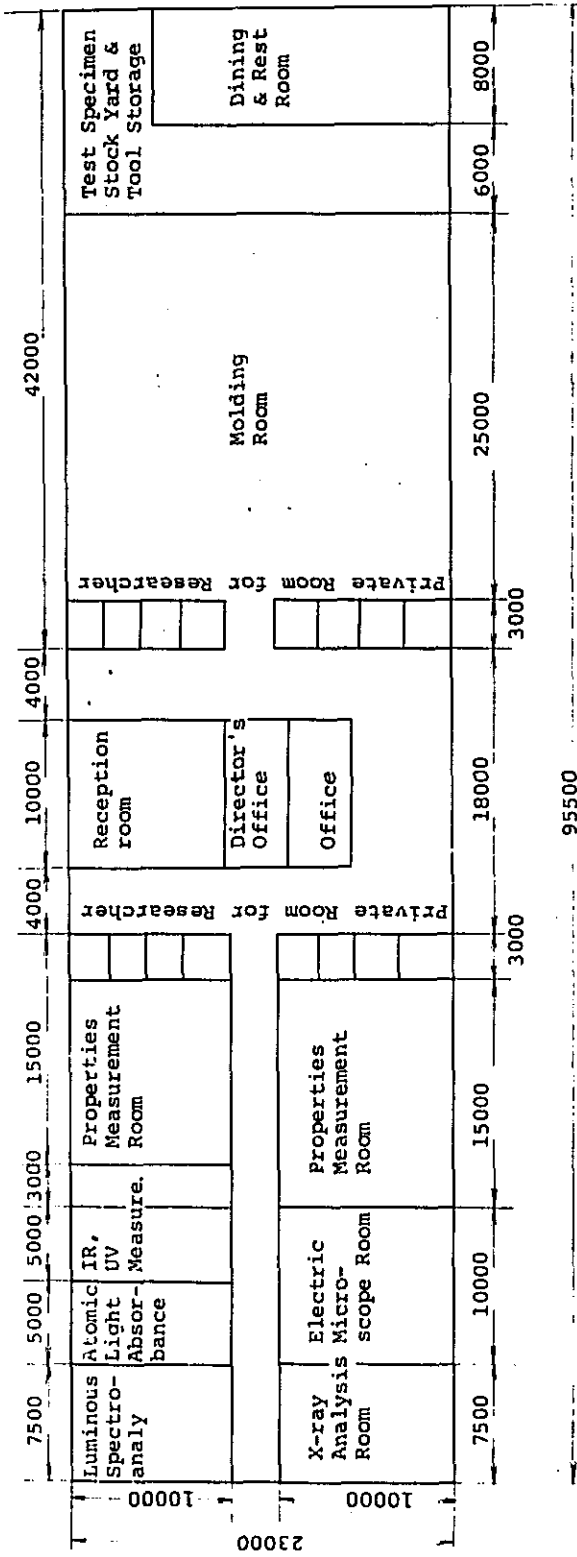 7500
5000
5000
3000
15000
4000
10000
4000
42000
Luminous
Spectro-
analy
Atomic
Light
Absor-
bance
IR,
UV
Measure.
Properties
Measurement
Room
Private Room for Researcher
Reception
room
Director's
Office
Office
Private Room for Researcher
Molding
Room
Test Specimen
Stock Yard &
Tool Storage
Dining
& Rest
Room
X-ray
Analysis
Room
Electric
Micro-
scope Room
Properties
Measurement
Room
10000
10000
23000
7500
10000
15000
3000
18000
3000
25000
6000
8000
95500